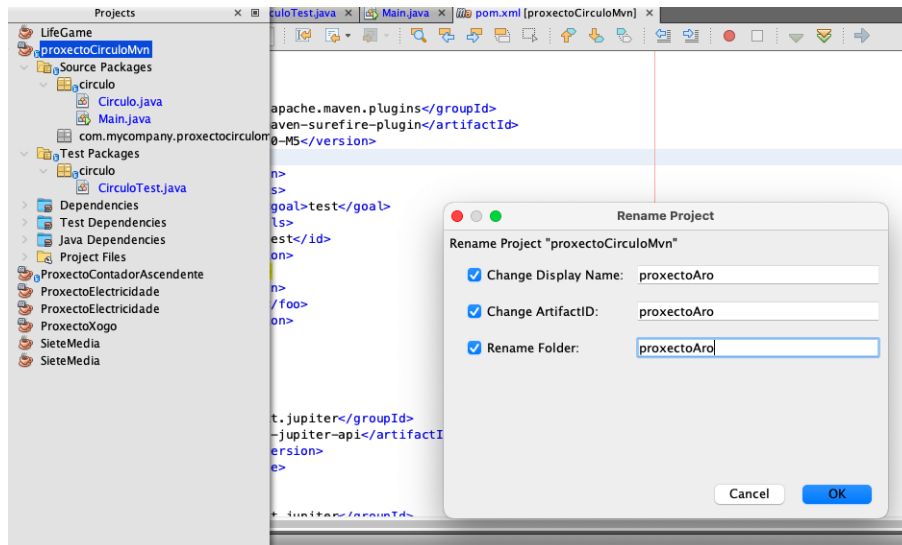 Projects
LifeGame
proxectoCirculoMvn
Source Packages
circulo
Circulo.java
Main.java
com.mycompany.proxectocirculom
Test Packages
circulo
CirculoTest.java
Dependencies
Test Dependencies
Java Dependencies
Project Files
ProxectoContadorAscendente
ProxectoElectricidade
ProxectoElectricidade
ProxectoXogo
SieteMedia
SieteMedia
culoTest.java
Main.java
pom.xml [proxectoCirculoMvn]
apache.maven.plugins</groupId>
aven-surefire-plugin</artifactId>
0-M5</version>
n>
s>
goal>test</goal>
ls>
est</id>
on>
n>
/foo>
on>
t.jupiter</groupId>
-jupiter-api</artifactI
ersion>
e>
t.jupiter</groupId>
Rename Project
Rename Project "proxectoCirculoMvn"
Change Display Name: proxectoAro
Change ArtifactID: proxectoAro
Rename Folder: proxectoAro
Cancel OK